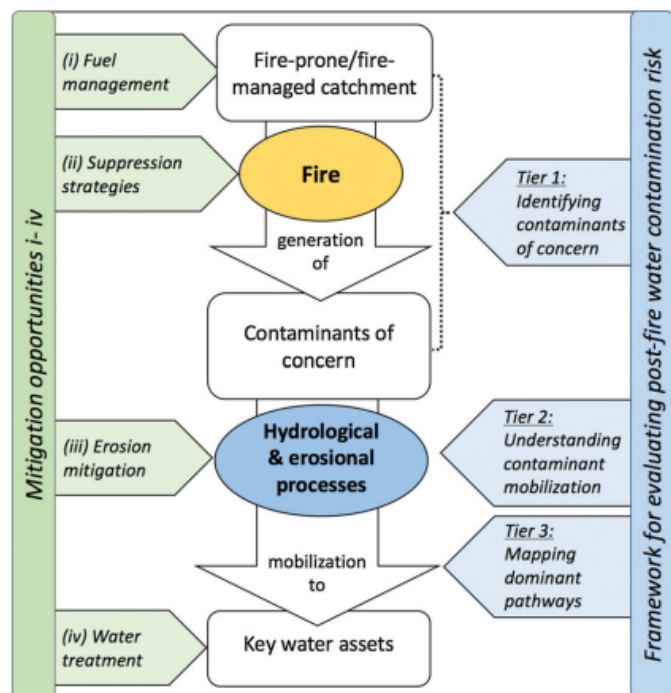 Mitigation opportunities i- iv
(i) Fuel
management
Fire-prone/fire-
managed catchment
(ii) Suppression
strategies
Fire
Tier 1:
Identifying
contaminants
of concern
generation
of
Contaminants of
concern
(iii) Erosion
mitigation
Hydrological
& erosional
processes
Tier 2:
Understanding
contaminant
mobilization
mobilization
to
Tier 3:
Mapping
dominant
pathways
(iv) Water
treatment
Key water assets
Framework for evaluating post-fire water contamination risk